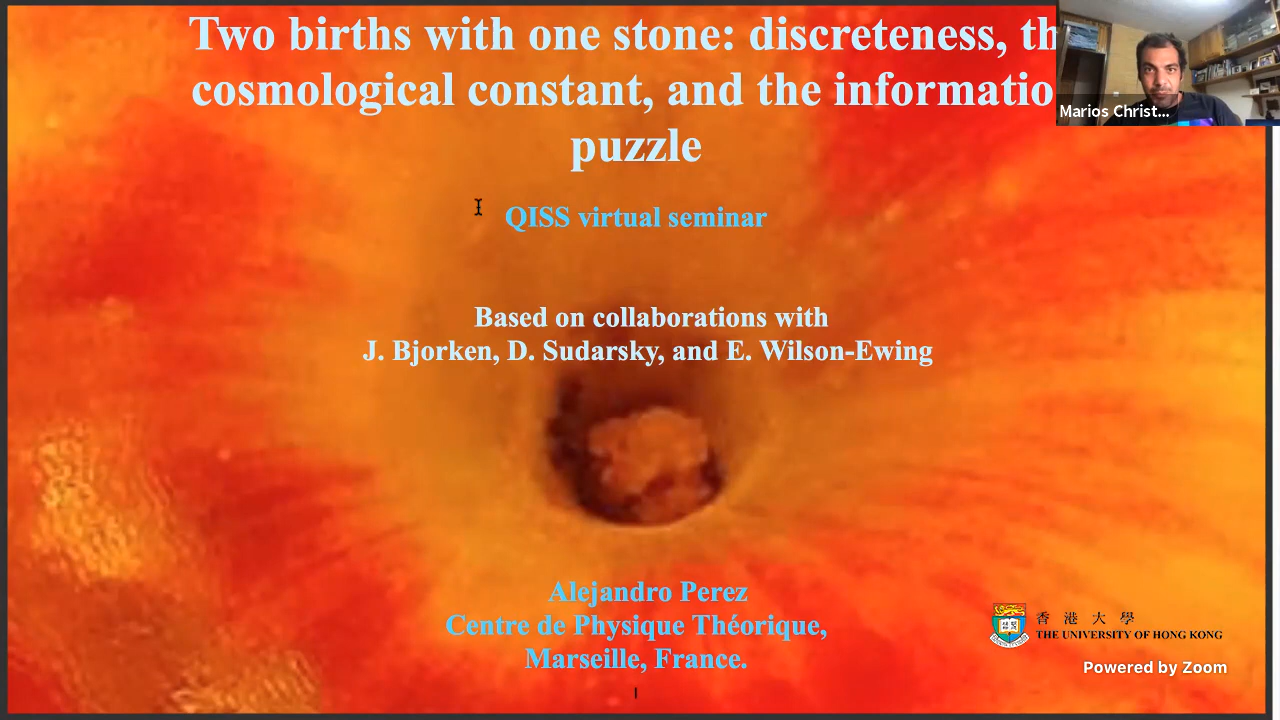 Two births with one stone: discreteness, th
cosmological constant, and the informatio
puzzle
Marios Christ...
QISS virtual seminar
Based on collaborations with
J. Bjorken, D. Sudarsky, and E. Wilson-Ewing
Alejandro Perez
Centre de Physique Théorique,
Marseille, France.
香港大學
THE UNIVERSITY OF HONG KONG
Powered by Zoom